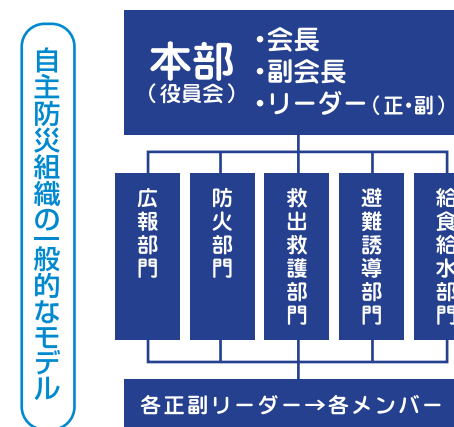 自主防災組織の一般的なモデル
本部
（役員会）
・会長
・副会長
・リーダー（正・副）
広報部門
防火部門
救出救護部門
避難誘導部門
給食給水部門
各正副リーダー→各メンバー